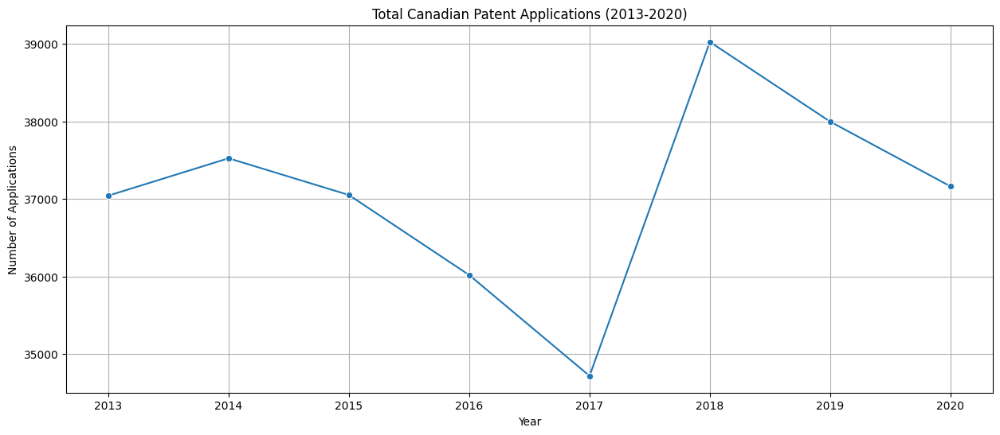 Total Canadian Patent Applications (2013-2020)
39000
38000
37000
36000
35000
Number of Applications
2013 2014 2015 2016 2017 2018 2019 2020
Year